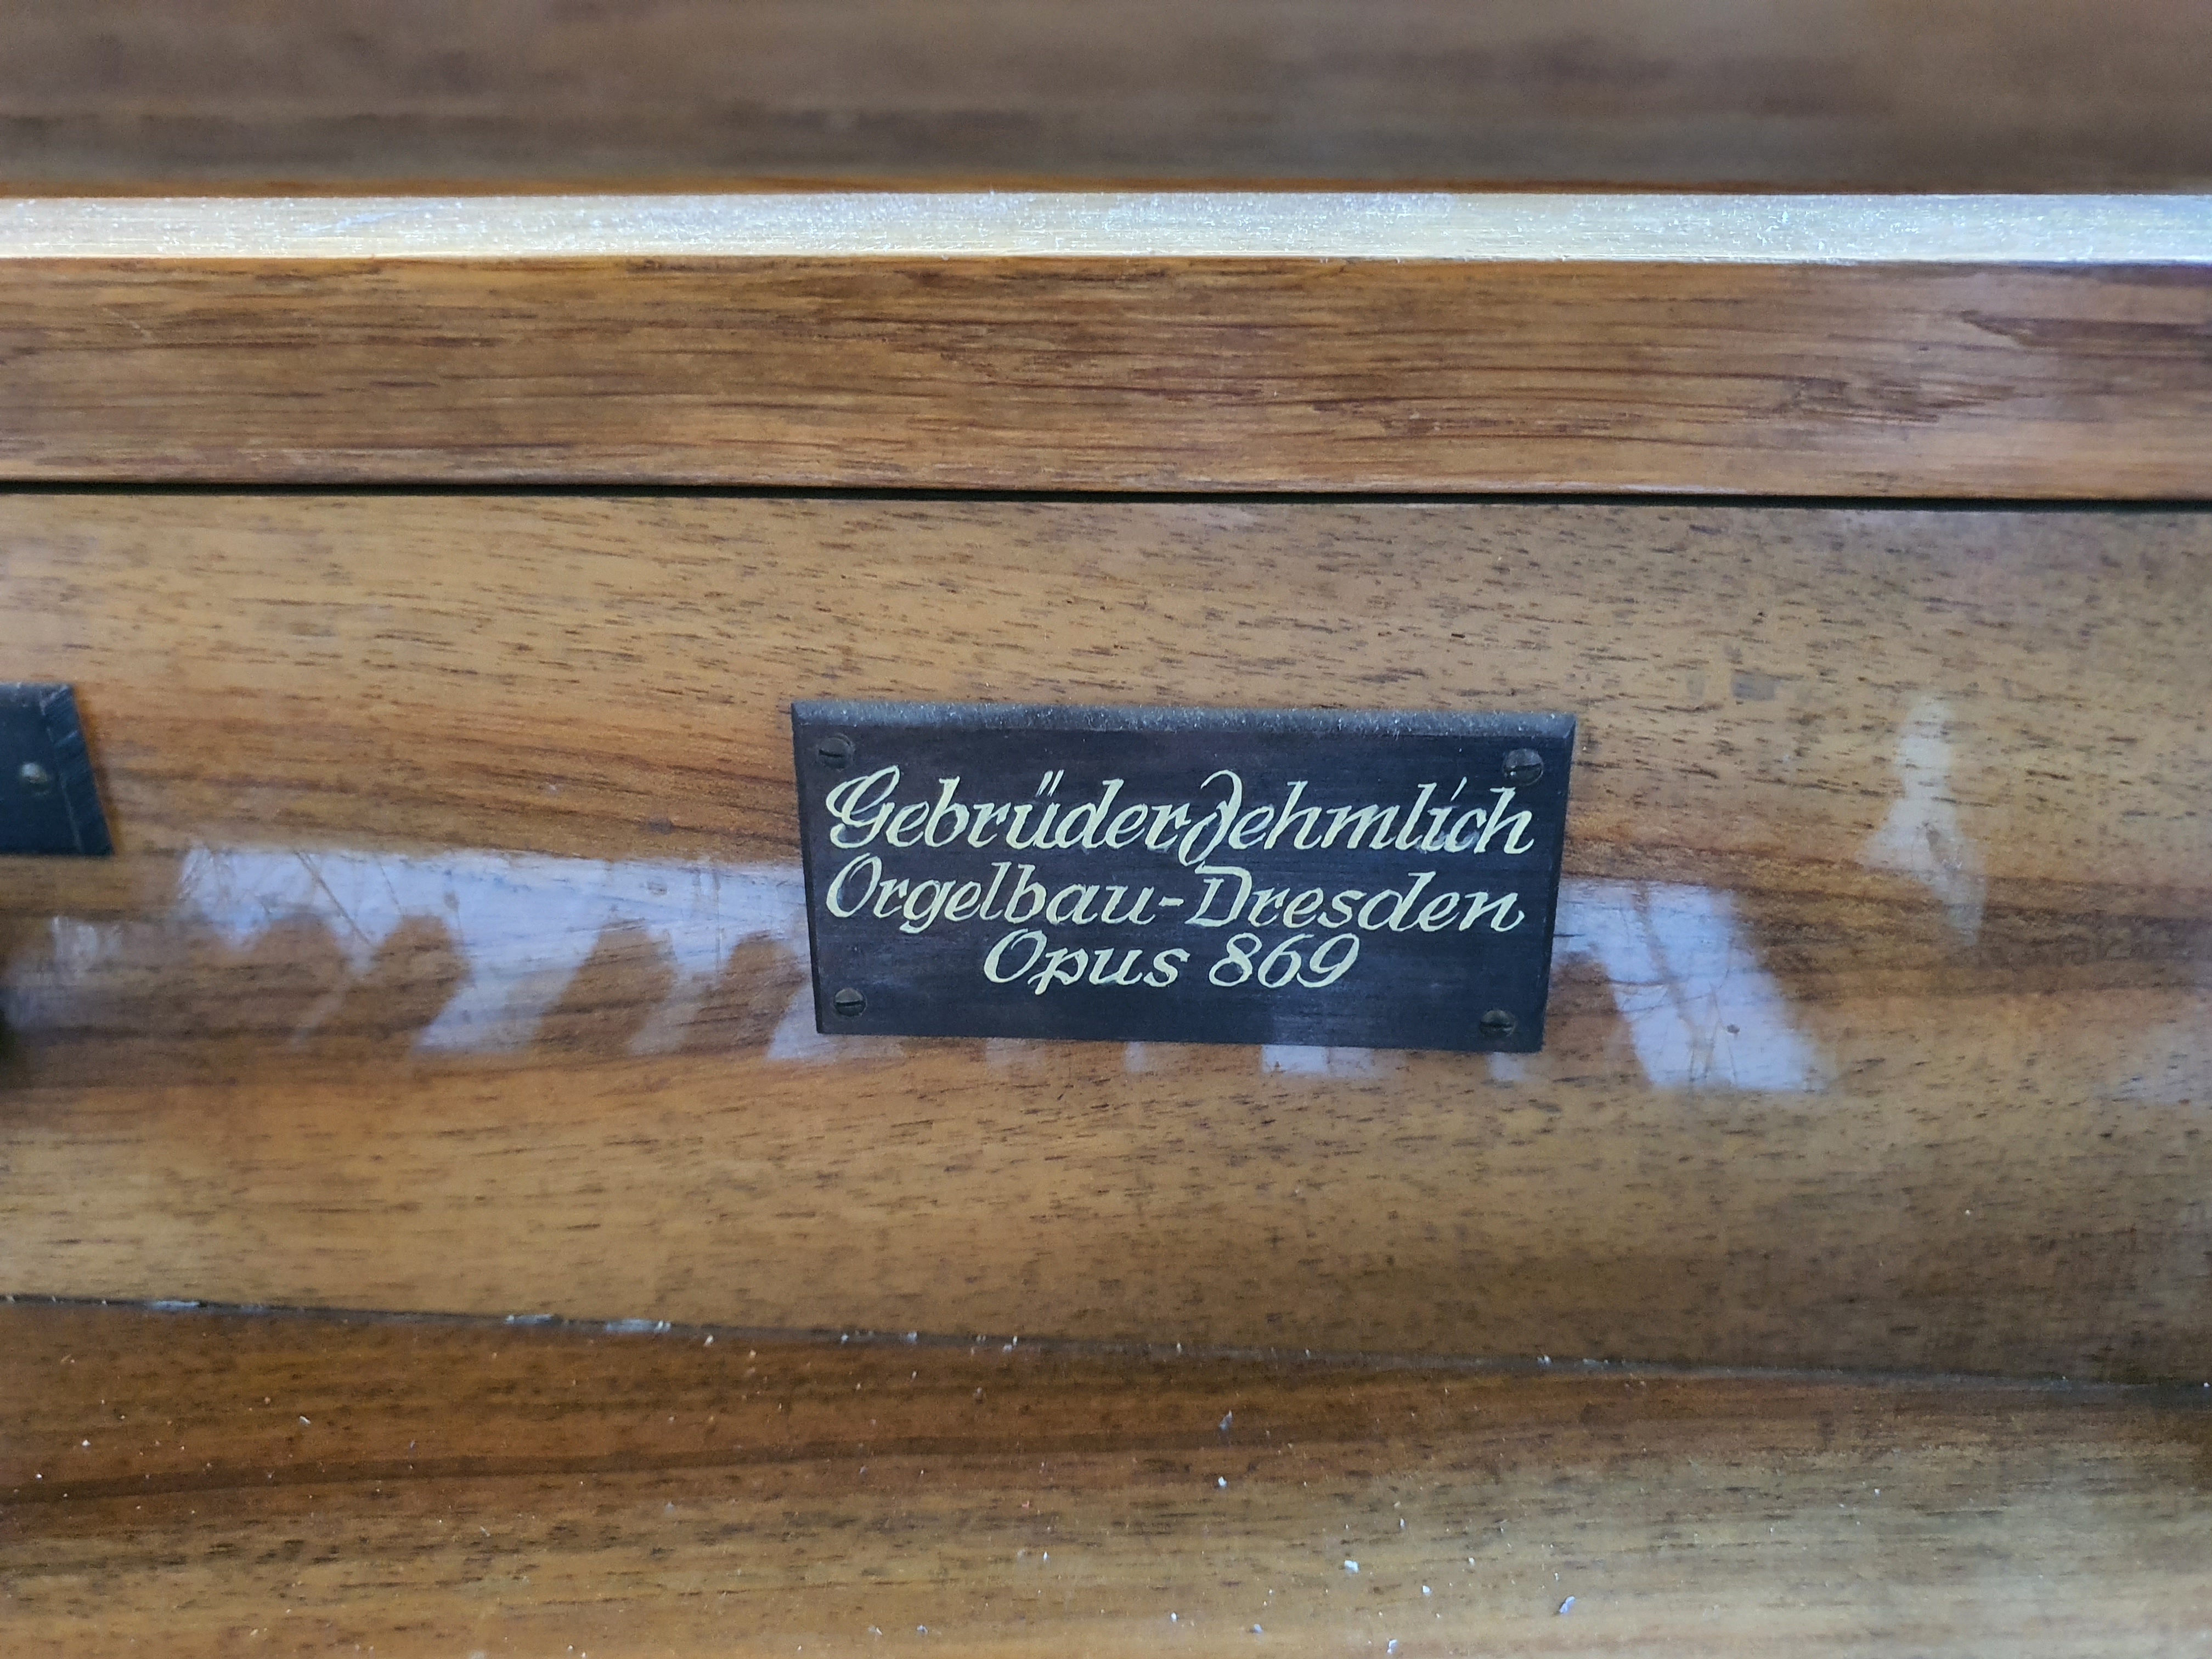 Gebrüder Jehmlich
Orgelbau-Dresden
Opus 869